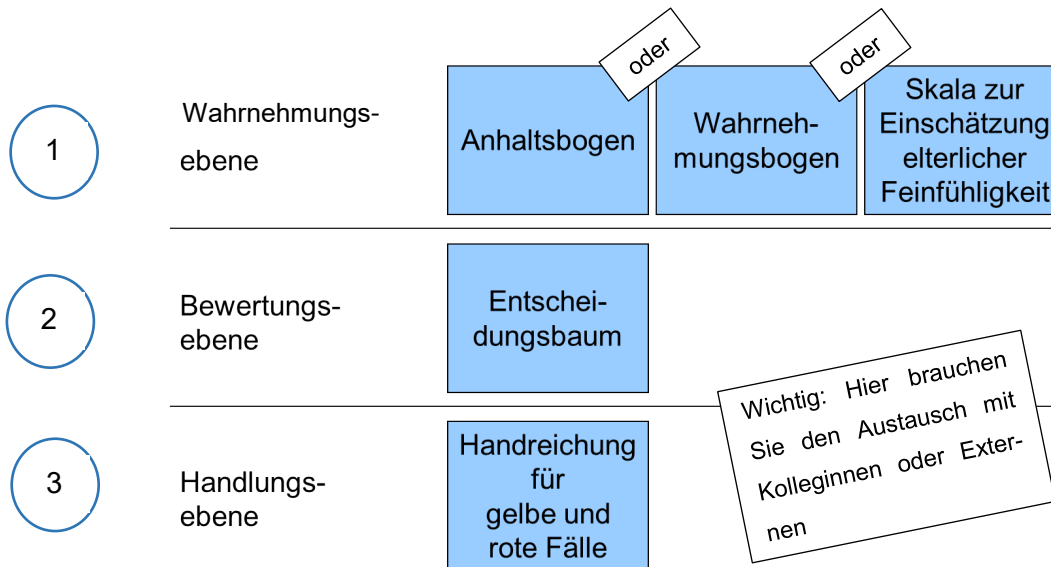 oder
oder
1
Wahrnehmungs-
ebene
Anhaltsbogen
Wahrneh-
mungsbogen
Skala zur
Einschätzung
elterlicher
Feinfühligkeit
2
Bewertungs-
ebene
Entschei-
dungsbaum
Wichtig: Hier brauchen
Sie den Austausch mit
Kolleginnen oder Exter-
nen
3
Handlungs-
ebene
Handreichung
für
gelbe und
rote Fälle